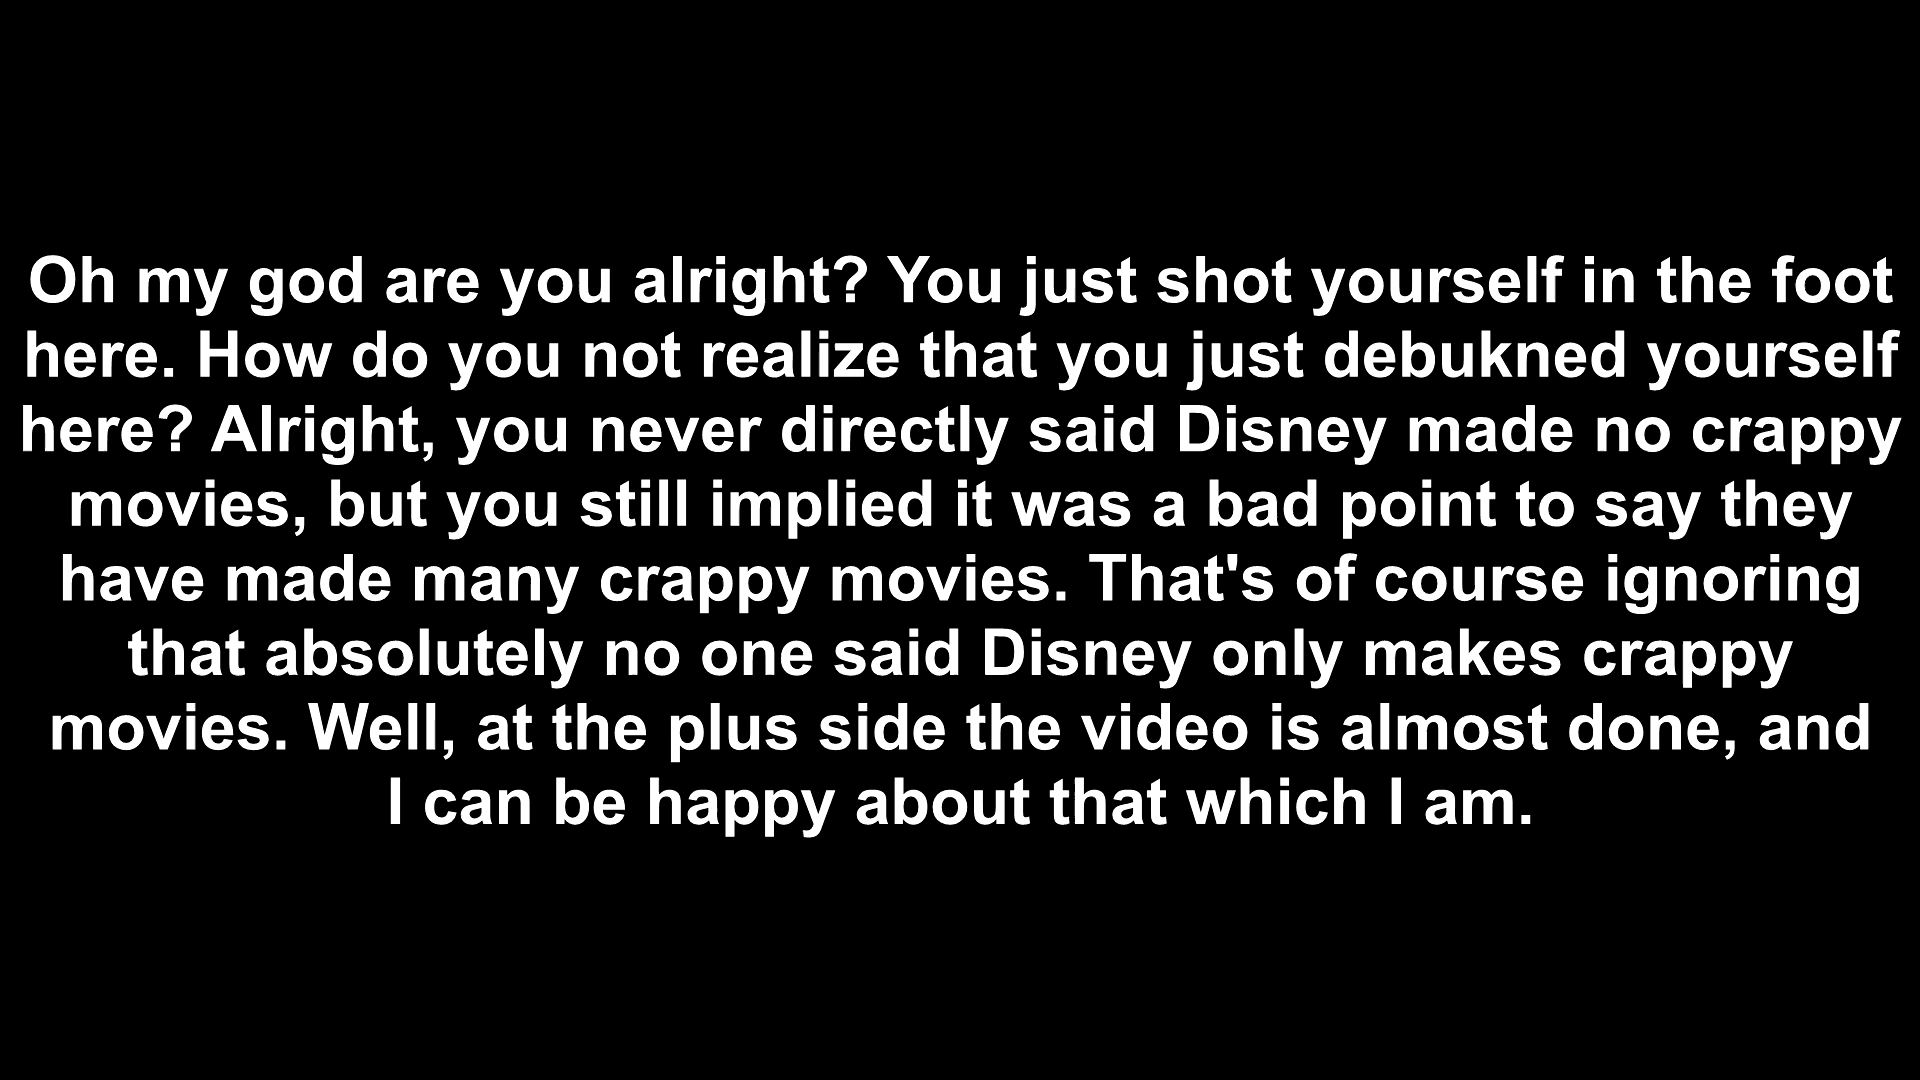 Oh my god are you alright? You just shot yourself in the foot
here. How do you not realize that you just debukned yourself
here? Alright, you never directly said Disney made no crappy
movies, but you still implied it was a bad point to say they
have made many crappy movies. That's of course ignoring
that absolutely no one said Disney only makes crappy
movies. Well, at the plus side the video is almost done, and
I can be happy about that which I am.